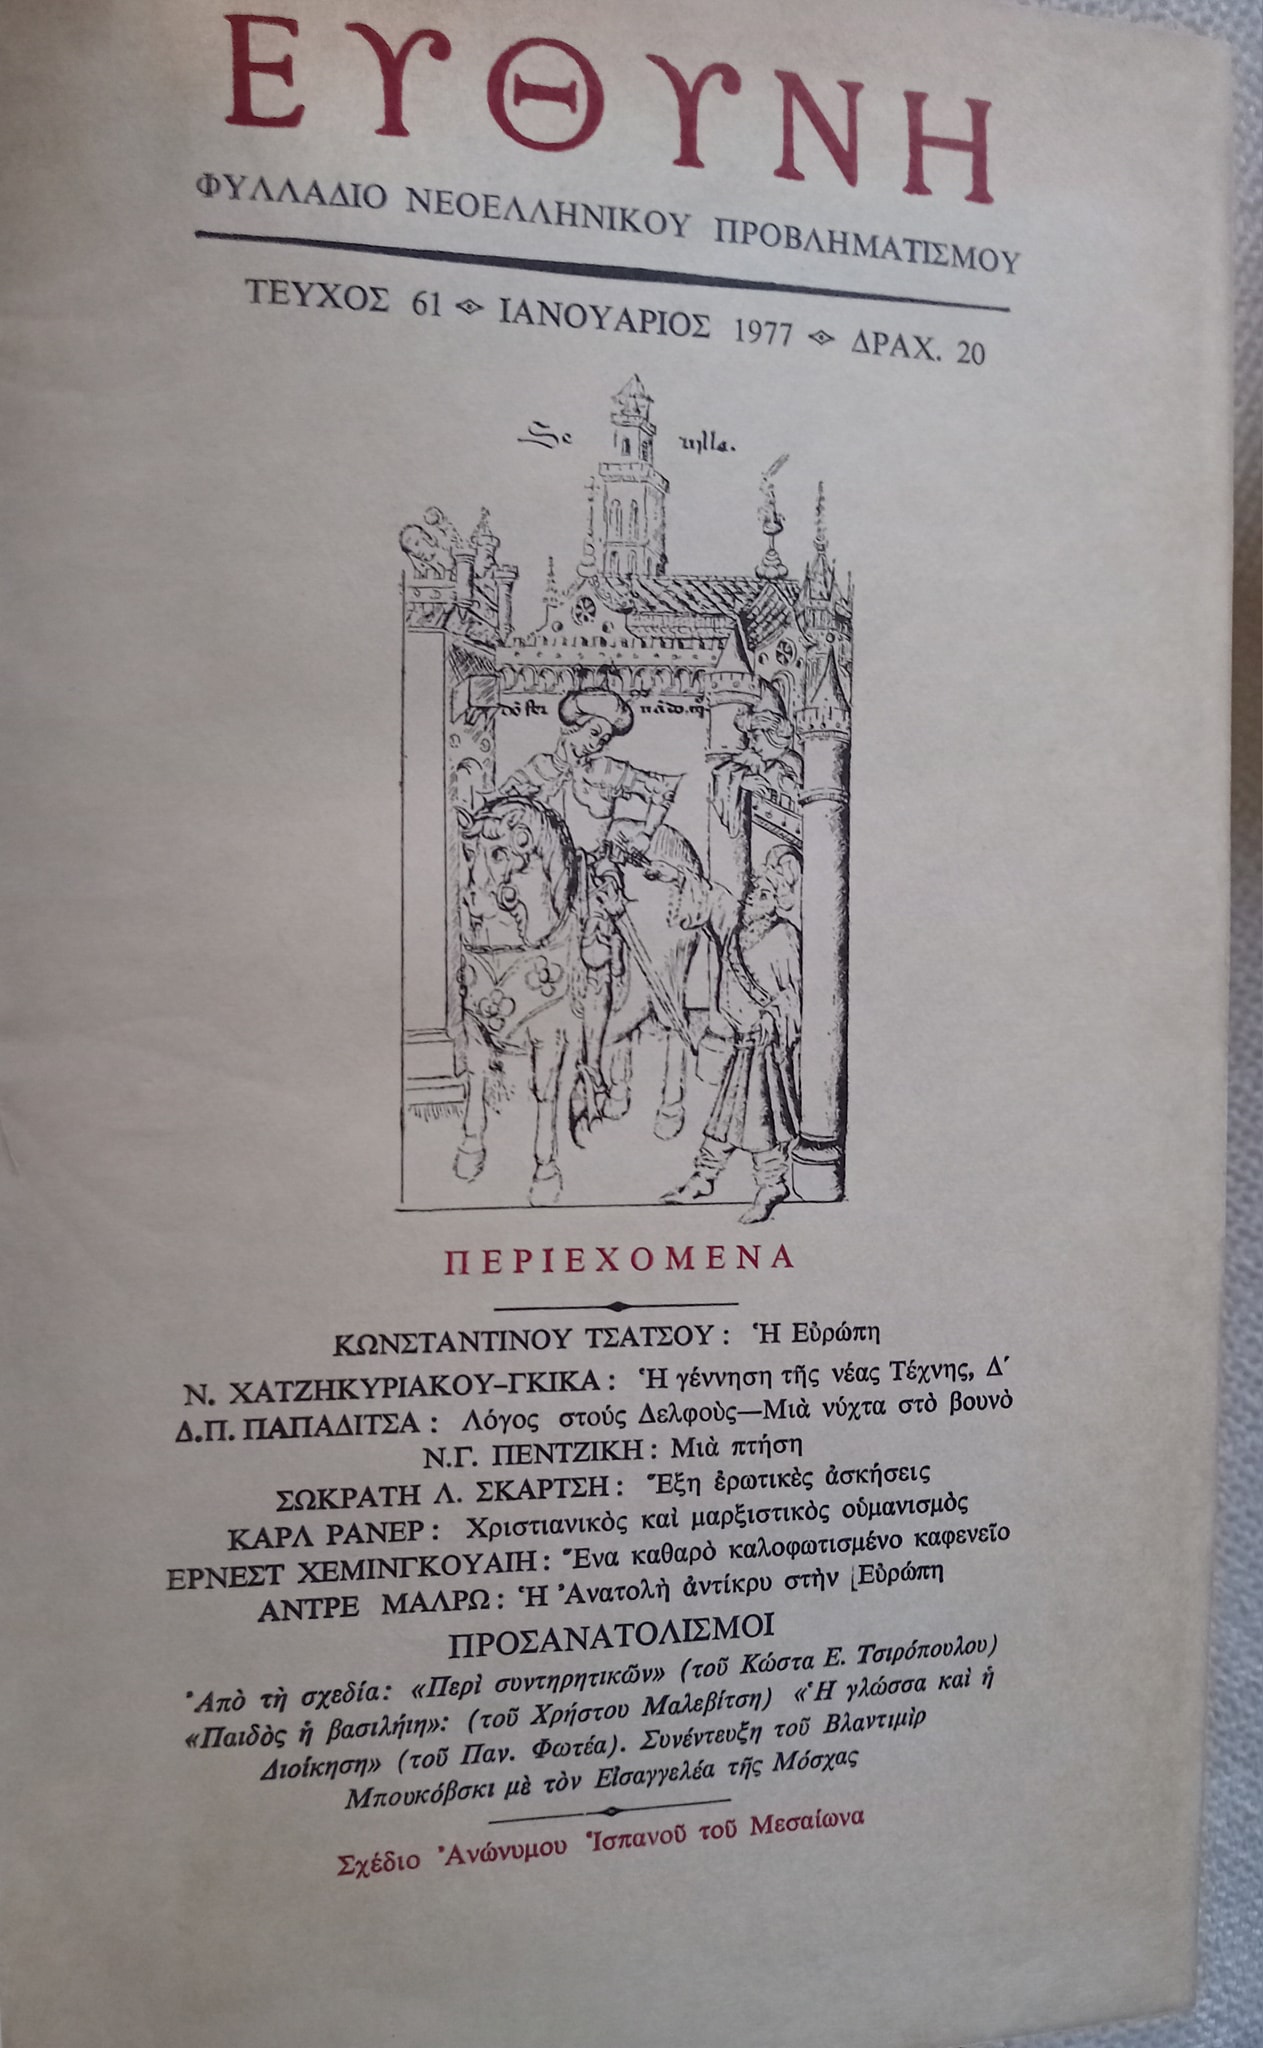 ΕΥΘΥΝΗ
ΦΥΛΛΑΔΙΟ ΝΕΟΕΛΛΗΝΙΚΟΥ ΠΡΟΒΛΗΜΑΤΙΣΜΟΥ
ΤΕΥΧΟΣ 61 ΙΑΝΟΥΑΡΙΟΣ 1977 ΔΡΑΧ. 20
ΠΕΡΙΕΧΟΜΕΝΑ
ΚΩΝΣΤΑΝΤΙΝΟΥ ΤΣΑΤΣΟΥ: Ἡ Εὐρώπη
Ν. ΧΑΤΖΗΚΥΡΙΑΚΟΥ-ΓΚΙΚΑ: Ἡ γέννηση τῆς νέας Τέχνης, Δ΄
Δ.Π. ΠΑΠΑΔΙΤΣΑ: Λόγος στούς Δελφοὺς—Μιὰ νύχτα στὸ βουνὸ
Ν.Γ. ΠΕΝΤΖΙΚΗ: Μιὰ πτήση
ΣΩΚΡΑΤΗ Λ. ΣΚΑΡΤΣΗ: Ἕξη ἐρωτικὲς ἀσκήσεις
ΚΑΡΛ ΡΑΝΕΡ: Χριστιανικὸς καὶ μαρξιστικὸς οὑμανισμὸς
ΕΡΝΕΣΤ ΧΕΜΙΝΓΚΟΥΑΙΗ: Ἕνα καθαρὸ καλοφωτισμένο καφενεῖο
ΑΝΤΡΕ ΜΑΛΡΩ: Ἡ Ἀνατολὴ ἀντίκρυ στὴν Εὐρώπη
ΠΡΟΣΑΝΑΤΟΛΙΣΜΟΙ
Ἀπὸ τὴ σχεδία: «Περὶ συντηρητικῶν» (τοῦ Κώστα Ε. Τσιρόπουλου)
«Παιδὸς ἡ βασιληίη»: (τοῦ Χρήστου Μαλεβίτση) «Ἡ γλώσσα καὶ ἡ
Διοίκηση» (τοῦ Παν. Φωτέα). Συνέντευξη τοῦ Βλαντιμὶρ
Μπουκόβσκι μὲ τὸν Εἰσαγγελέα τῆς Μόσχας
Σχέδιο Ἀνώνυμου Ἱσπανοῦ τοῦ Μεσαίωνα